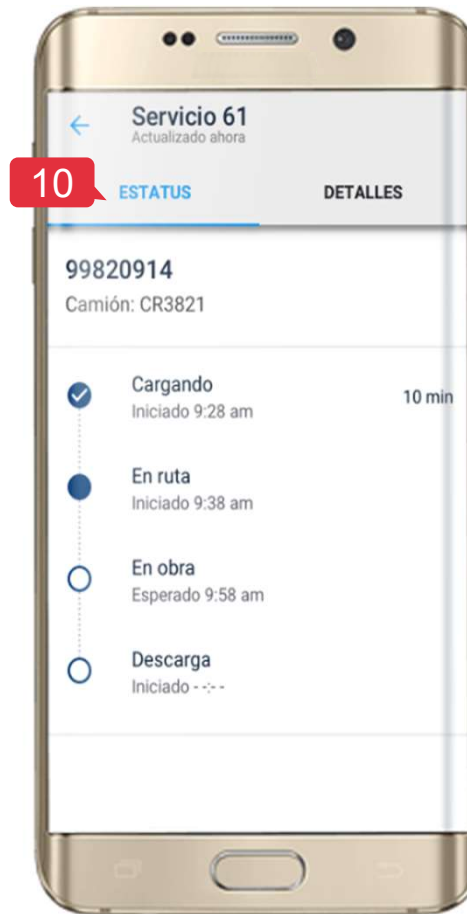 Servicio 61
Actualizado ahora
10
ESTATUS
DETALLES
99820914
Camión: CR3821
Cargando
10 min
Iniciado 9:28 am
En ruta
Iniciado 9:38 am
En obra
Esperado 9:58 am
Descarga
Iniciado - -:- -